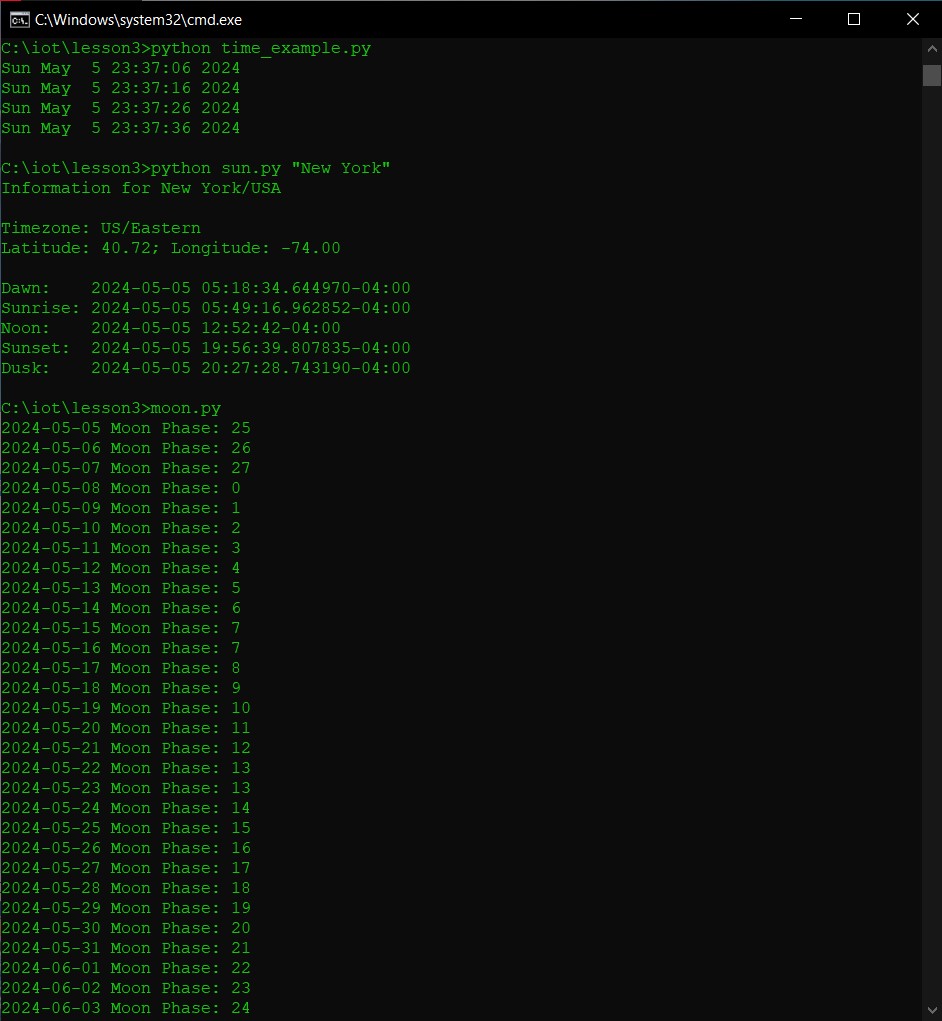 C:\Windows\system32\cmd.exe
C:\iot\lesson3>python time_example.py
Sun May  5 23:37:06 2024
Sun May  5 23:37:16 2024
Sun May  5 23:37:26 2024
Sun May  5 23:37:36 2024
C:\iot\lesson3>python sun.py "New York"
Information for New York/USA
Timezone: US/Eastern
Latitude: 40.72; Longitude: -74.00
Dawn:    2024-05-05 05:18:34.644970-04:00
Sunrise: 2024-05-05 05:49:16.962852-04:00
Noon:    2024-05-05 12:52:42-04:00
Sunset:  2024-05-05 19:56:39.807835-04:00
Dusk:    2024-05-05 20:27:28.743190-04:00
C:\iot\lesson3>moon.py
2024-05-05 Moon Phase: 25
2024-05-06 Moon Phase: 26
2024-05-07 Moon Phase: 27
2024-05-08 Moon Phase: 0
2024-05-09 Moon Phase: 1
2024-05-10 Moon Phase: 2
2024-05-11 Moon Phase: 3
2024-05-12 Moon Phase: 4
2024-05-13 Moon Phase: 5
2024-05-14 Moon Phase: 6
2024-05-15 Moon Phase: 7
2024-05-16 Moon Phase: 7
2024-05-17 Moon Phase: 8
2024-05-18 Moon Phase: 9
2024-05-19 Moon Phase: 10
2024-05-20 Moon Phase: 11
2024-05-21 Moon Phase: 12
2024-05-22 Moon Phase: 13
2024-05-23 Moon Phase: 13
2024-05-24 Moon Phase: 14
2024-05-25 Moon Phase: 15
2024-05-26 Moon Phase: 16
2024-05-27 Moon Phase: 17
2024-05-28 Moon Phase: 18
2024-05-29 Moon Phase: 19
2024-05-30 Moon Phase: 20
2024-05-31 Moon Phase: 21
2024-06-01 Moon Phase: 22
2024-06-02 Moon Phase: 23
2024-06-03 Moon Phase: 24